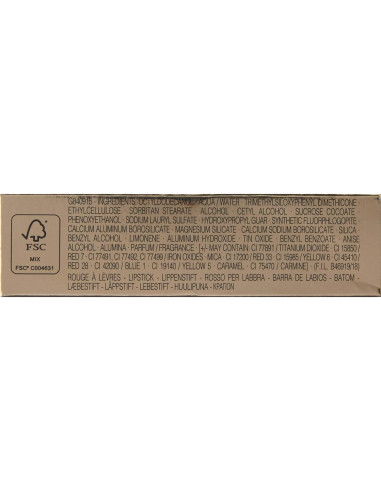 FSC
MIX
FSC® C004631
G840915 - INGREDIENTS: OCTYLDODECANOL - AQUA / WATER - TRIMETHYLSILOXYPHENYL DIMETHICONE
ETHYLCELLULOSE - SORBITAN STEARATE - ALCOHOL - CETYL ALCOHOL - SUCROSE COCOATE -
PHENOXYETHANOL - SODIUM LAURYL SULFATE - HYDROXYPROPYL GUAR - SYNTHETIC FLUORPHLOGOPITE -
CALCIUM ALUMINUM BOROSILICATE - MAGNESIUM SILICATE - CALCIUM SODIUM BOROSILICATE - SILICA -
BENZYL ALCOHOL - LIMONENE - ALUMINUM HYDROXIDE - TIN OXIDE - BENZYL BENZOATE - ANISE
ALCOHOL - ALUMINA - PARFUM / FRAGRANCE - [+/- MAY CONTAIN: CI 77891 / TITANIUM DIOXIDE - CI 15850 /
RED 7 - CI 77491, CI 77492, CI 77499 / IRON OXIDES - MICA - CI 17200 / RED 33 - CI 15985 / YELLOW 6 - CI 45410 /
RED 28 - CI 42090 / BLUE 1 - CI 19140 / YELLOW 5 - CARAMEL - CI 75470 / CARMINE] - (F.I.L. B46919/18)
ROUGE À LÈVRES - LIPSTICK - LIPPENSTIFT - ROSSO PER LABBRA - BARRA DE LABIOS - BATOM -
LÆBESTIFT - LÄPPSTIFT - LEBESTIFT - HUULIPUNA - КРАПОП